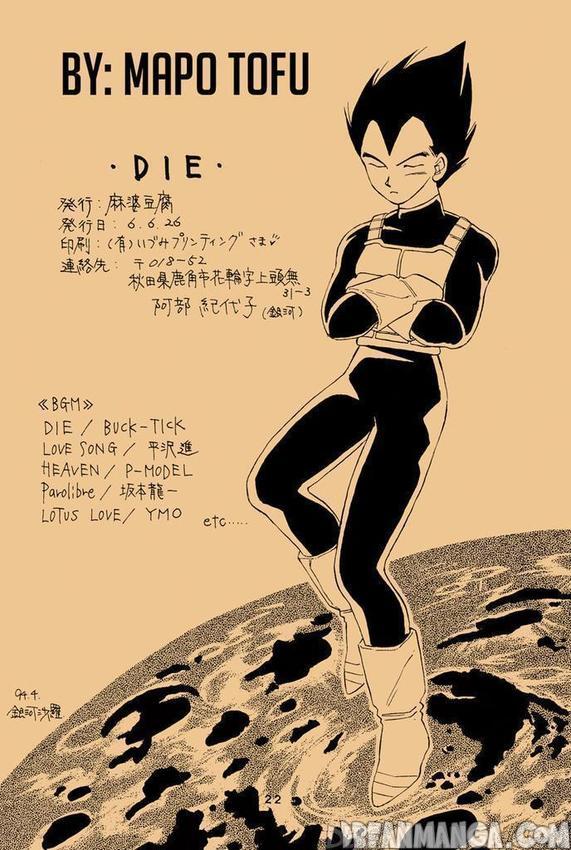 BY: MAPO TOFU
・DIE・
発行：麻婆豆腐
発行日：6.6.26
印刷：(有)いづみプリンティングさま
連絡先：〒018-52
秋田県鹿角市花輪字上頭無
31-3
阿部 紀代子(銀河)
《BGM》
DIE / BUCK-TICK
LOVE SONG / 平沢進
HEAVEN / P-MODEL
Parolibre / 坂本龍一
LOTUS LOVE / YMO
etc.....
94.4.
銀河沙羅
22
DREAMMANGA.COM